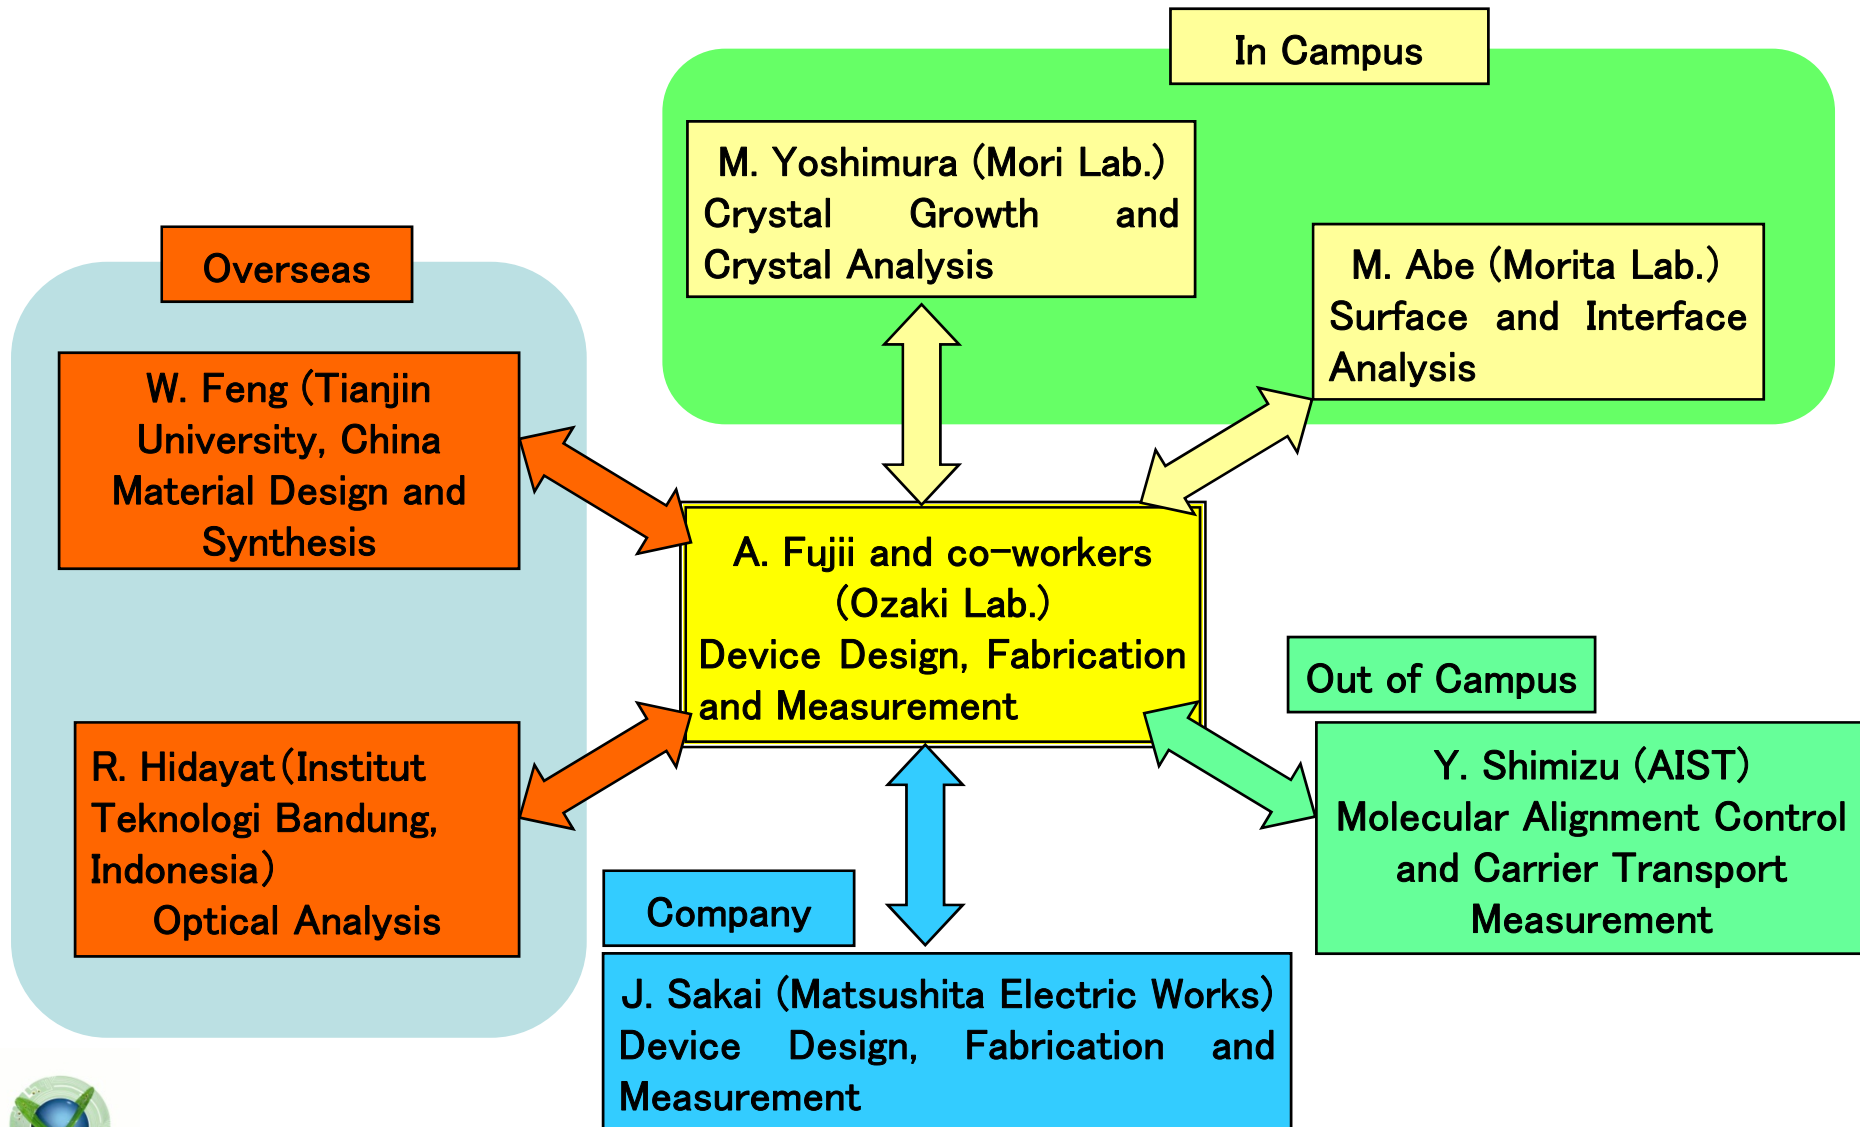 In Campus
M. Yoshimura (Mori Lab.)
Crystal Growth and
Crystal Analysis
M. Abe (Morita Lab.)
Surface and Interface
Analysis
Overseas
W. Feng (Tianjin
University, China
Material Design and
Synthesis
A. Fujii and co-workers
(Ozaki Lab.)
Device Design, Fabrication
and Measurement
R. Hidayat (Institut
Teknologi Bandung,
Indonesia)
Optical Analysis
Out of Campus
Y. Shimizu (AIST)
Molecular Alignment Control
and Carrier Transport
Measurement
Company
J. Sakai (Matsushita Electric Works)
Device Design, Fabrication and
Measurement